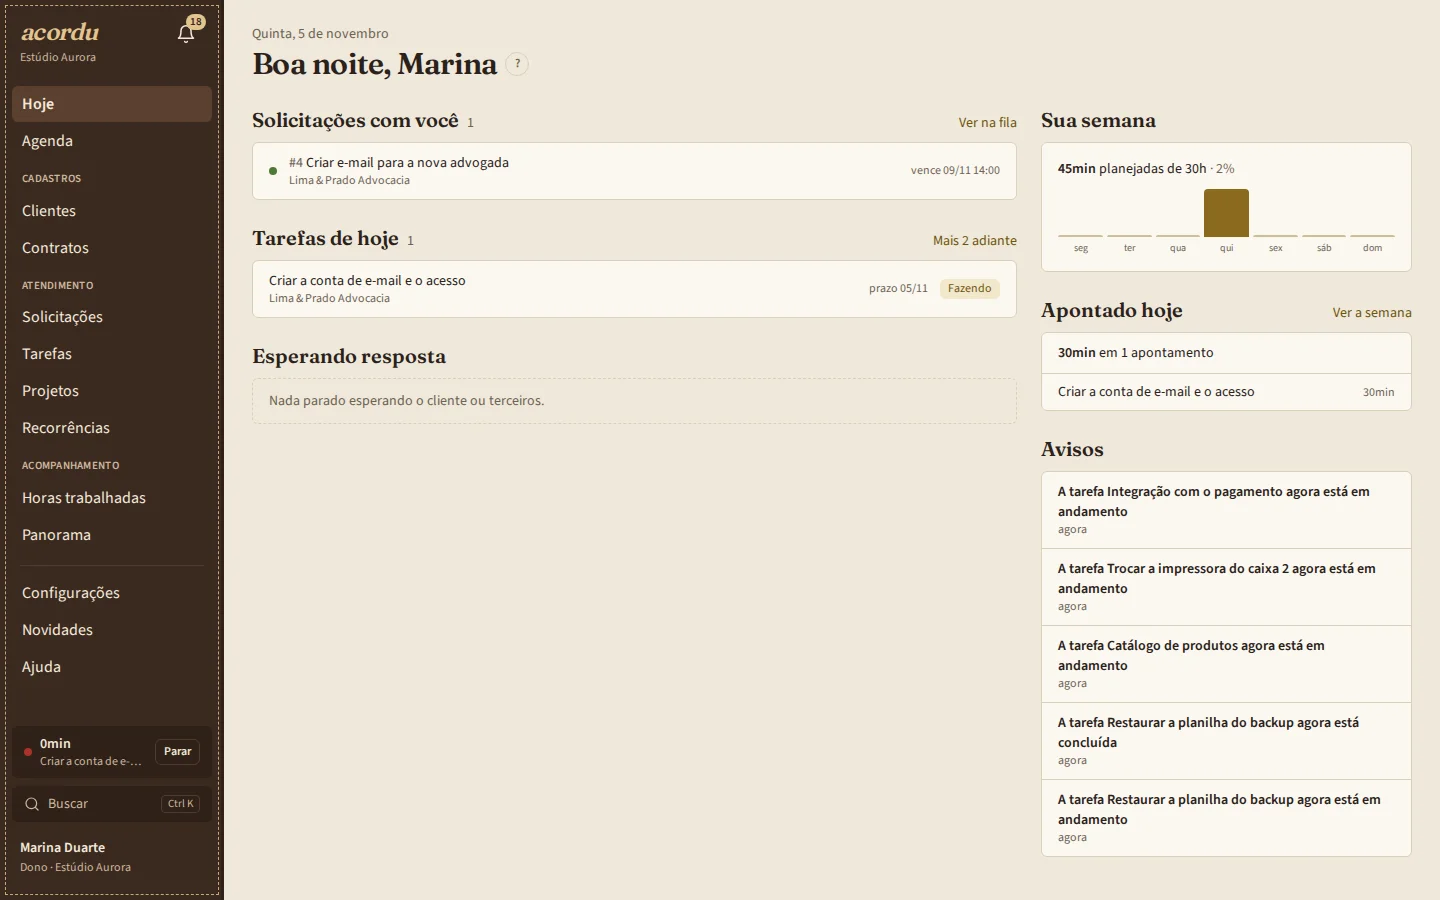 acordu
18
Estúdio Aurora
Hoje
Agenda
CADASTROS
Clientes
Contratos
ATENDIMENTO
Solicitações
Tarefas
Projetos
Recorrências
ACOMPANHAMENTO
Horas trabalhadas
Panorama
Configurações
Novidades
Ajuda
0min
Criar a conta de e-...
Parar
Buscar
Ctrl K
Marina Duarte
Dono · Estúdio Aurora
Quinta, 5 de novembro
Boa noite, Marina ?
Solicitações com você 1
Ver na fila
#4 Criar e-mail para a nova advogada
Lima & Prado Advocacia
vence 09/11 14:00
Tarefas de hoje 1
Mais 2 adiante
Criar a conta de e-mail e o acesso
Lima & Prado Advocacia
prazo 05/11
Fazendo
Esperando resposta
Nada parado esperando o cliente ou terceiros.
Sua semana
45min planejadas de 30h · 2%
seg ter qua qui sex sáb dom
Apontado hoje
Ver a semana
30min em 1 apontamento
Criar a conta de e-mail e o acesso
30min
Avisos
A tarefa Integração com o pagamento agora está em
andamento
agora
A tarefa Trocar a impressora do caixa 2 agora está em
andamento
agora
A tarefa Catálogo de produtos agora está em
andamento
agora
A tarefa Restaurar a planilha do backup agora está
concluída
agora
A tarefa Restaurar a planilha do backup agora está em
andamento
agora